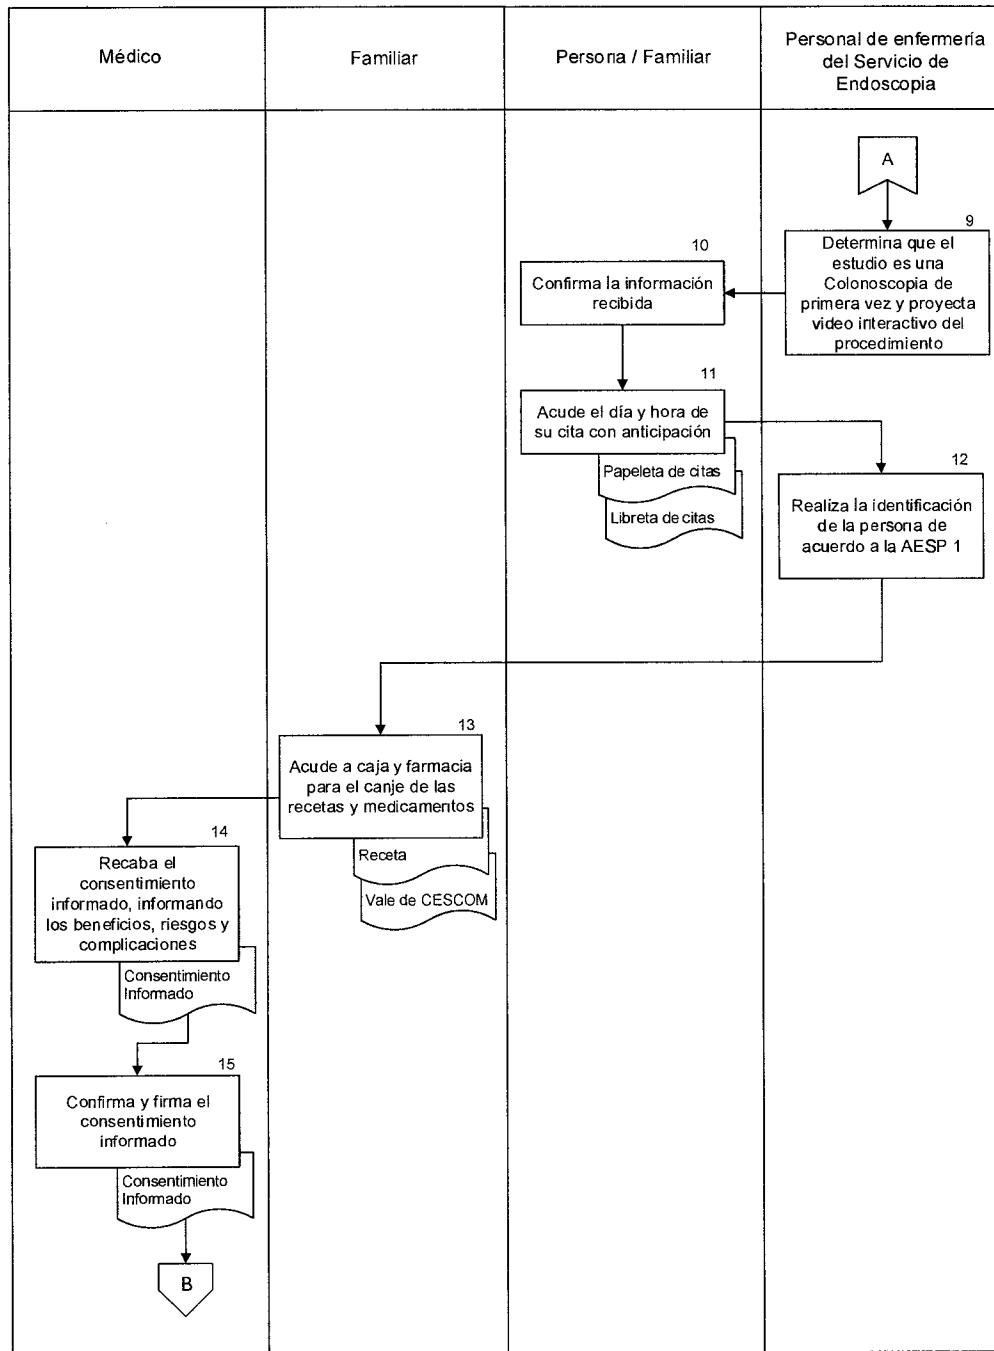 Médico
Familiar
Persona / Familiar
Personal de enfermería
del Servicio de
Endoscopia
A
9
Determina que el
estudio es una
Colonoscopia de
primera vez y proyecta
video interactivo del
procedimiento
10
Confirma la información
recibida
11
Acude el día y hora de
su cita con anticipación
Papeleta de citas
Libreta de citas
12
Realiza la identificación
de la persona de
acuerdo a la AESP 1
13
Acude a caja y farmacia
para el canje de las
recetas y medicamentos
Receta
Vale de CESCOM
14
Recaba el
consentimiento
informado, informando
los beneficios, riesgos y
complicaciones
Consentimiento
Informado
15
Confirma y firma el
consentimiento
informado
Consentimiento
Informado
B